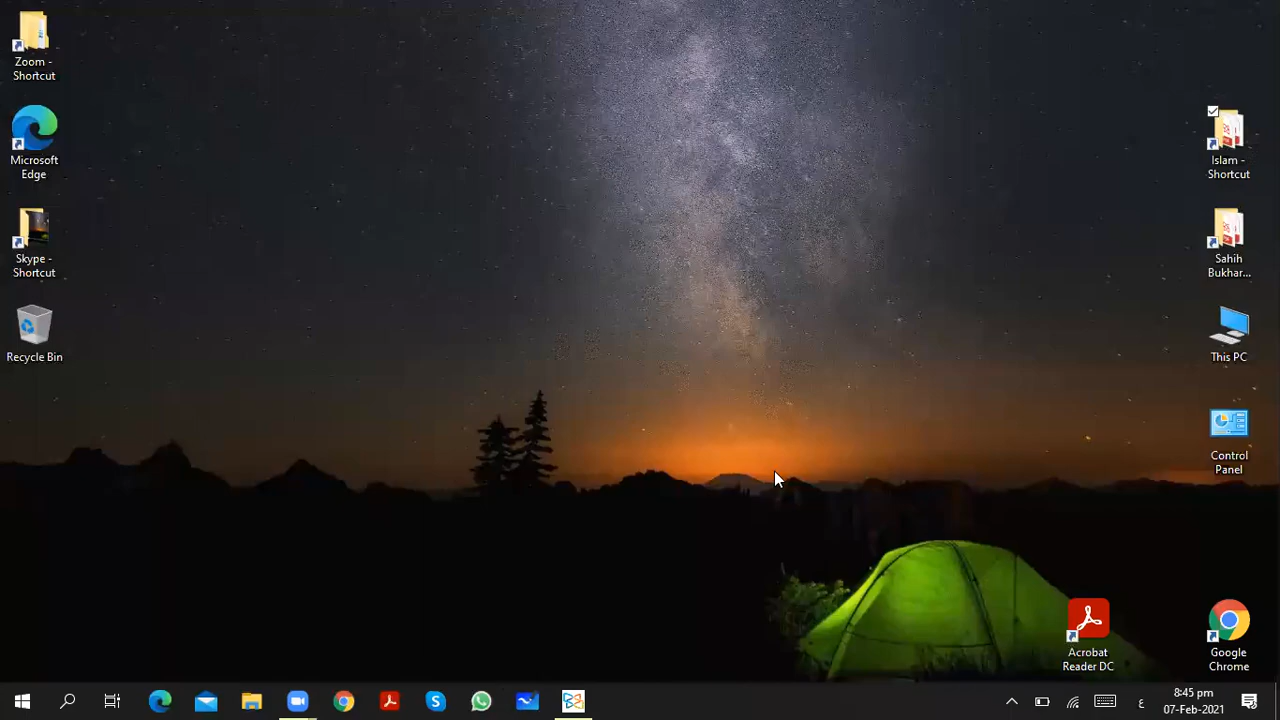 Zoom -
Shortcut
Microsoft
Edge
Skype -
Shortcut
Recycle Bin
Islam -
Shortcut
Sahih
Bukhar...
This PC
Control
Panel
Acrobat
Reader DC
Google
Chrome
ع
8:45 pm
07-Feb-2021